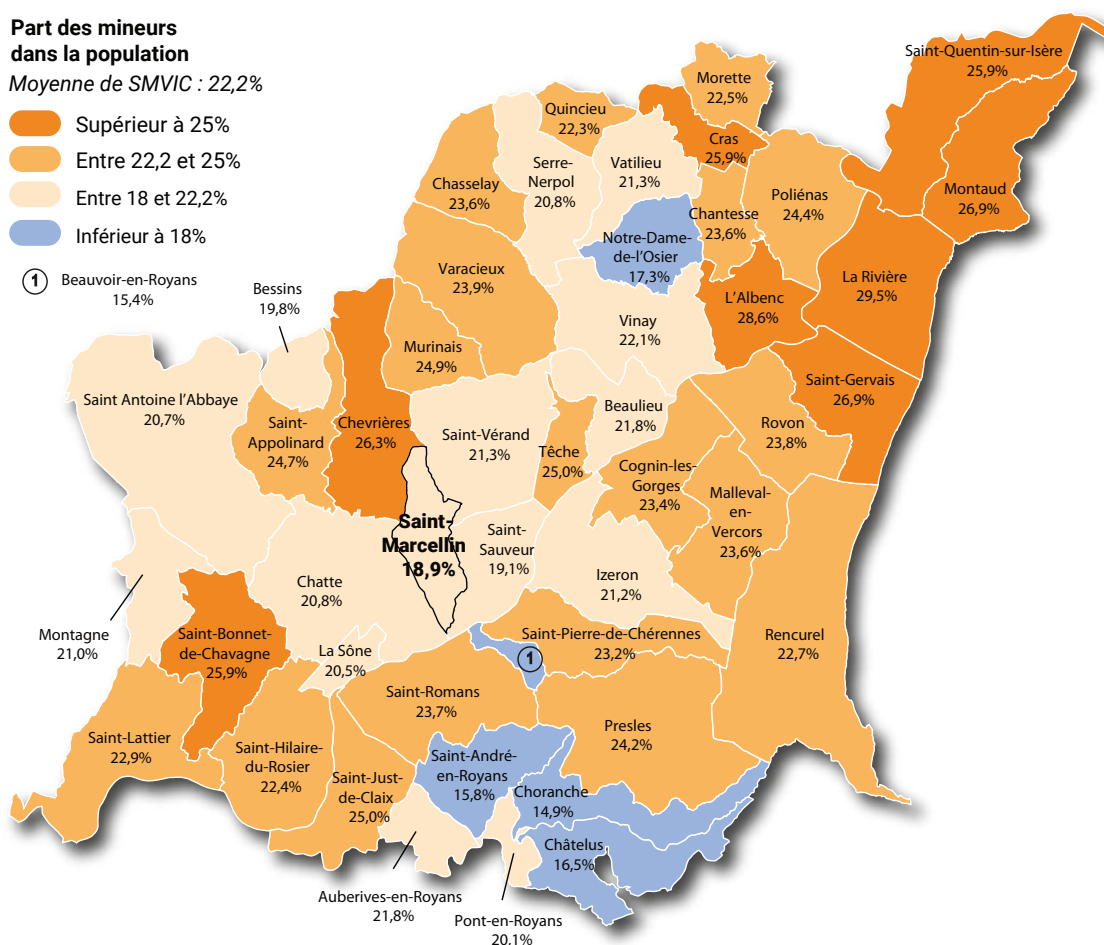 Part des mineurs
dans la population
Moyenne de SMVIC : 22,2%
Supérieur à 25%
Entre 22,2 et 25%
Entre 18 et 22,2%
Inférieur à 18%
1 Beauvoir-en-Royans
15,4%
Saint-Quentin-sur-Isère
25,9%
Morette
22,5%
Quincieu
22,3%
Cras
25,9%
Serre-
Nerpol
20,8%
Vatilieu
21,3%
Chasselay
23,6%
Poliénas
24,4%
Montaud
26,9%
Chantesse
23,6%
Notre-Dame-
de-l'Osier
17,3%
Varacieux
23,9%
La Rivière
29,5%
L'Albenc
28,6%
Bessins
19,8%
Vinay
22,1%
Murinais
24,9%
Saint-Gervais
26,9%
Saint Antoine l'Abbaye
20,7%
Beaulieu
21,8%
Rovon
23,8%
Saint-
Appolinard
24,7%
Chevrières
26,3%
Saint-Vérand
21,3%
Têche
25,0%
Cognin-les-
Gorges
23,4%
Malleval-
en-
Vercors
23,6%
Saint-
Marcellin
18,9%
Saint-
Sauveur
19,1%
Izeron
21,2%
Chatte
20,8%
Montagne
21,0%
Saint-Bonnet-
de-Chavagne
25,9%
La Sône
20,5%
Saint-Pierre-de-Chérennes
23,2%
1
Rencurel
22,7%
Saint-Romans
23,7%
Presles
24,2%
Saint-Lattier
22,9%
Saint-Hilaire-
du-Rosier
22,4%
Saint-Just-
de-Claix
25,0%
Saint-André-
en-Royans
15,8%
Choranche
14,9%
Châtelus
16,5%
Auberives-en-Royans
21,8%
Pont-en-Royans
20,1%